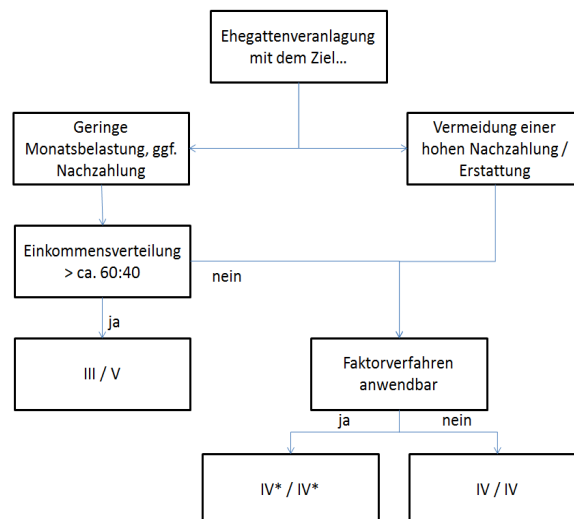 Ehegattenveranlagung
mit dem Ziel...
Geringe
Monatsbelastung, ggf.
Nachzahlung
Vermeidung einer
hohen Nachzahlung /
Erstattung
Einkommensverteilung
> ca. 60:40
nein
ja
III / V
Faktorverfahren
anwendbar
ja
nein
IV* / IV*
IV / IV